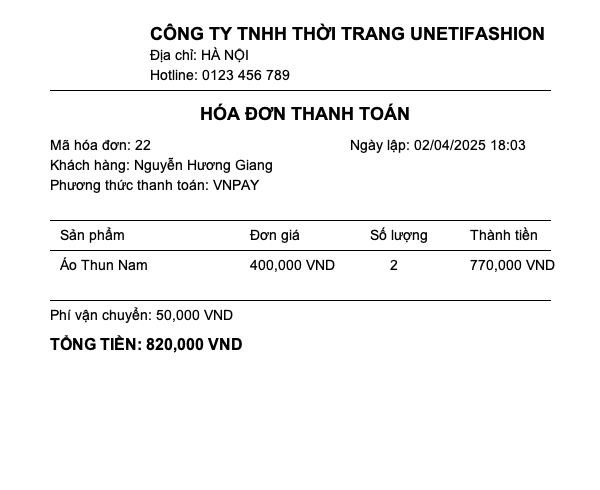 CÔNG TY TNHH THỜI TRANG UNETIFASHION
Địa chỉ: HÀ NỘI
Hotline: 0123 456 789
HÓA ĐƠN THANH TOÁN
Mã hóa đơn: 22 Ngày lập: 02/04/2025 18:03
Khách hàng: Nguyễn Hương Giang
Phương thức thanh toán: VNPAY
Sản phẩm Đơn giá Số lượng Thành tiền
Áo Thun Nam 400,000 VND 2 770,000 VND
Phí vận chuyển: 50,000 VND
TỔNG TIỀN: 820,000 VND